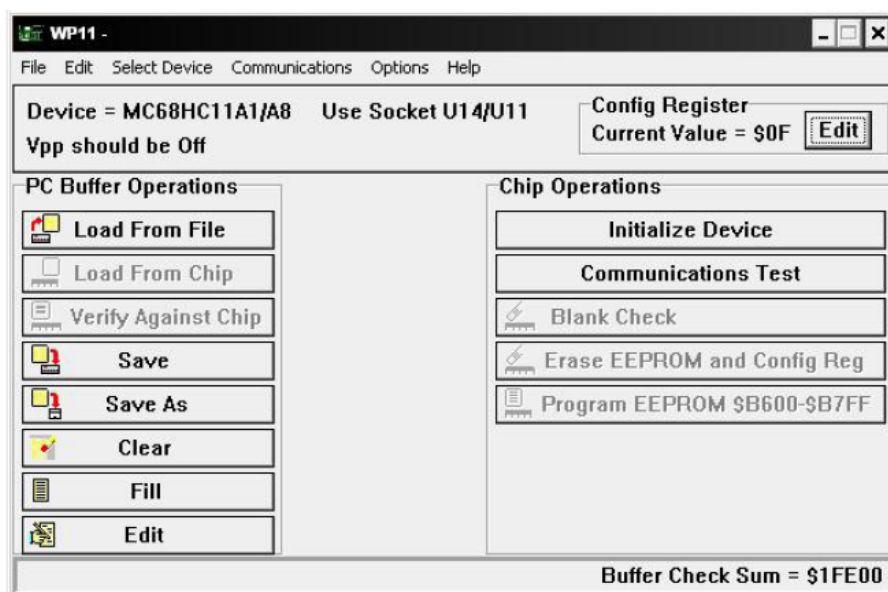 WP11 -
File Edit Select Device Communications Options Help
Device = MC68HC11A1/A8 Use Socket U14/U11
Vpp should be Off
Config Register
Current Value = $0F Edit
PC Buffer Operations
Load From File
Load From Chip
Verify Against Chip
Save
Save As
Clear
Fill
Edit
Chip Operations
Initialize Device
Communications Test
Blank Check
Erase EEPROM and Config Reg
Program EEPROM $B600-$B7FF
Buffer Check Sum = $1FE00